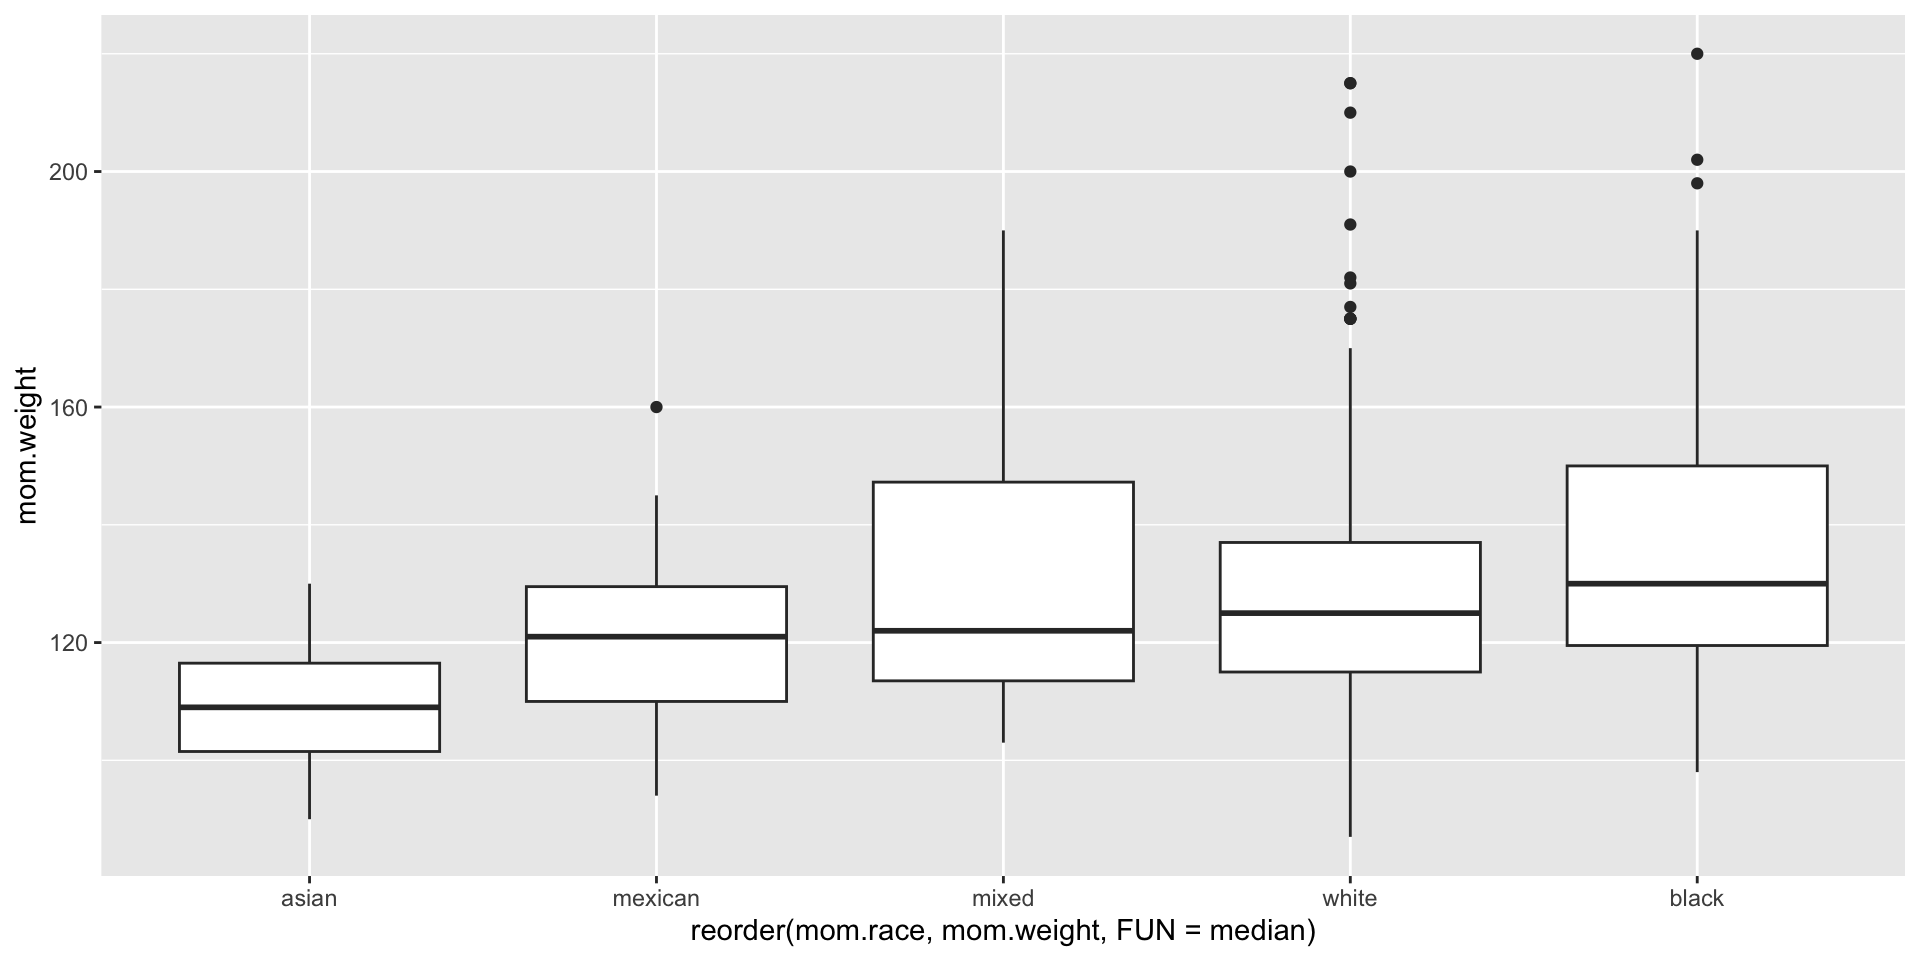 200
160
120
mom.weight
asian mexican mixed white black
reorder(mom.race, mom.weight, FUN = median)